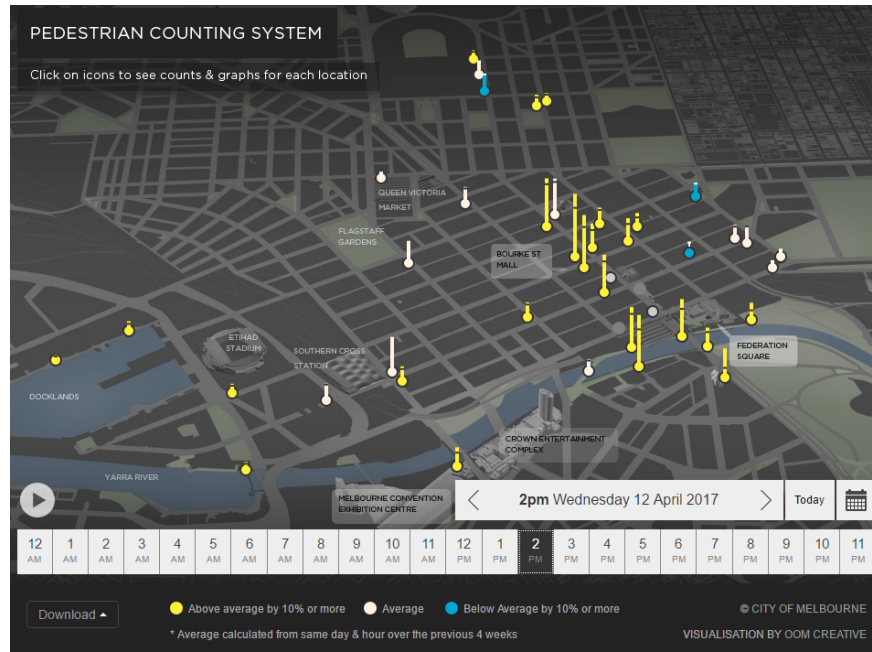 PEDESTRIAN COUNTING SYSTEM
Click on icons to see counts & graphs for each location
QUEEN VICTORIA
MARKET
FLAGSTAFF
GARDENS
BOURKE ST
MALL
ETIHAD
STADIUM
SOUTHERN CROSS
STATION
FEDERATION
SQUARE
DOCKLANDS
CROWN ENTERTAINMENT
COMPLEX
YARRA RIVER
MELBOURNE CONVENTION
EXHIBITION CENTRE
2pm Wednesday 12 April 2017
Today
12 1 2 3 4 5 6 7 8 9 10 11 12 1 2 3 4 5 6 7 8 9 10 11
AM AM AM AM AM AM AM AM AM AM AM AM PM PM PM PM PM PM PM PM PM PM PM PM
Download
Above average by 10% or more Average Below Average by 10% or more
© CITY OF MELBOURNE
* Average calculated from same day & hour over the previous 4 weeks
VISUALISATION BY OOM CREATIVE